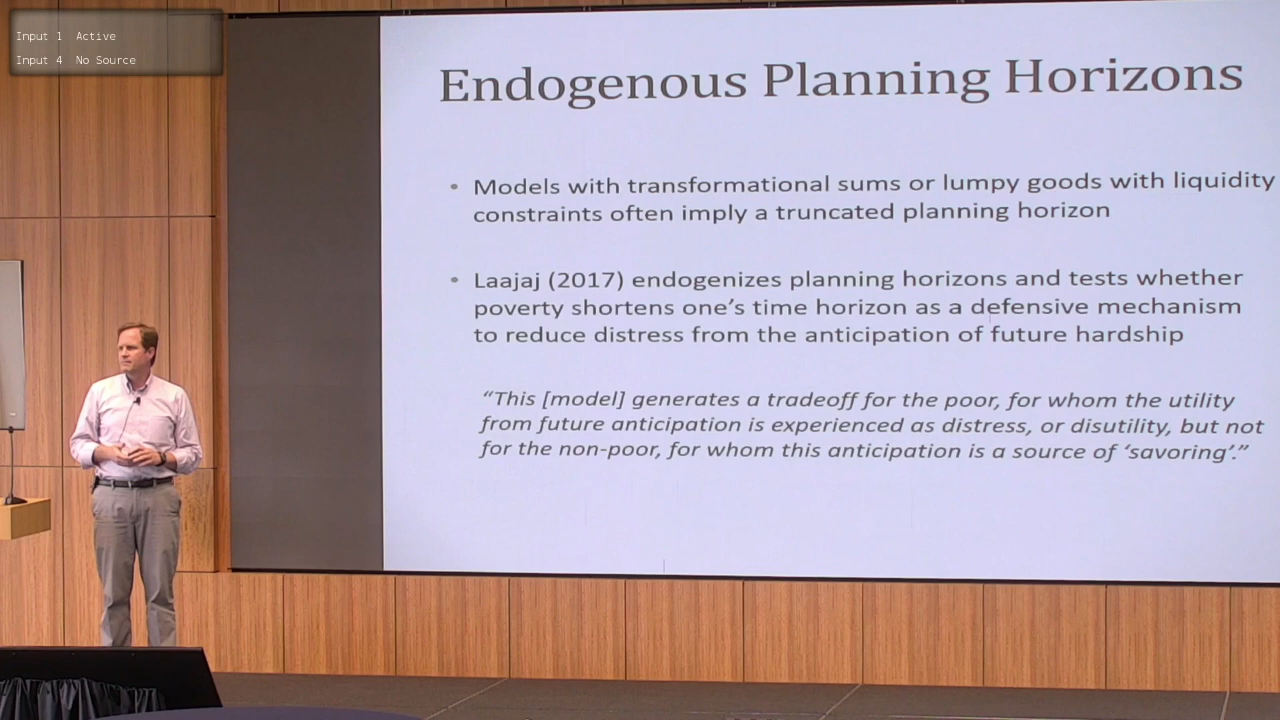 Input 1  Active
Input 4  No Source
Endogenous Planning Horizons
• Models with transformational sums or lumpy goods with liquidity
constraints often imply a truncated planning horizon
• Laajaj (2017) endogenizes planning horizons and tests whether
poverty shortens one’s time horizon as a defensive mechanism
to reduce distress from the anticipation of future hardship
“This [model] generates a tradeoff for the poor, for whom the utility
from future anticipation is experienced as distress, or disutility, but not
for the non-poor, for whom this anticipation is a source of ‘savoring’.”